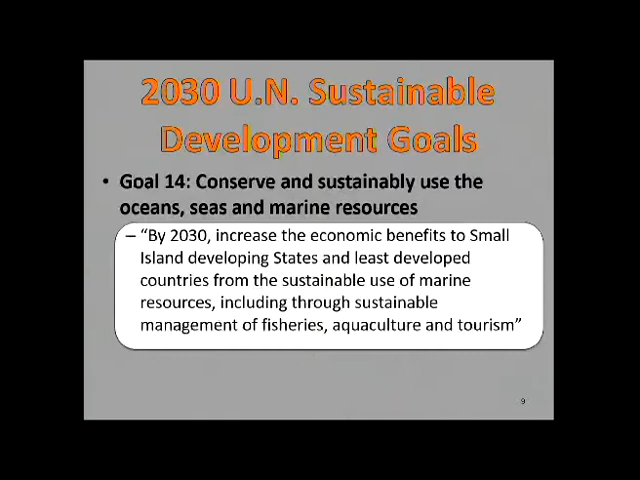 2030 U.N. Sustainable
Development Goals
• Goal 14: Conserve and sustainably use the
oceans, seas and marine resources
– “By 2030, increase the economic benefits to Small
Island developing States and least developed
countries from the sustainable use of marine
resources, including through sustainable
management of fisheries, aquaculture and tourism”
9